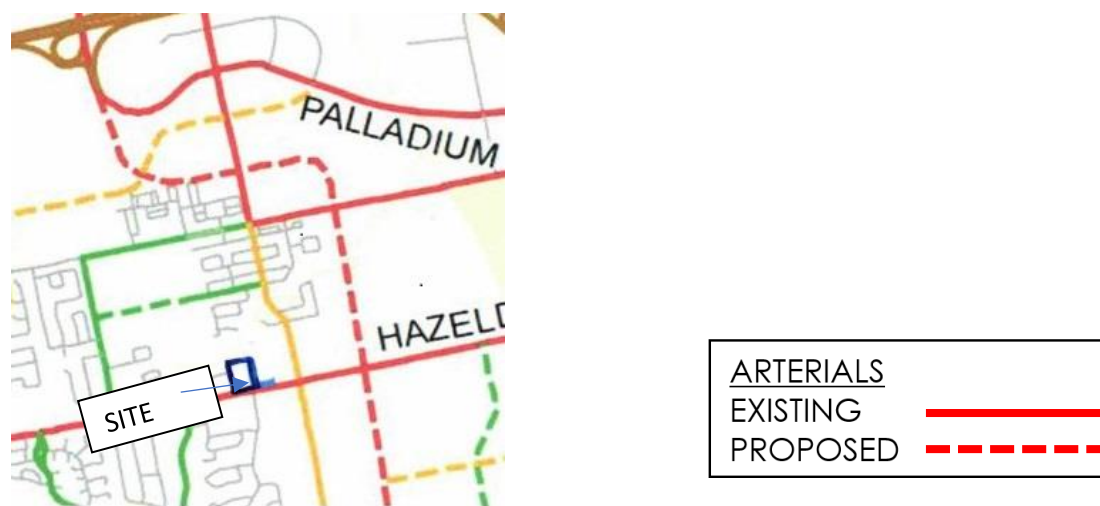 PALLADIUM
HAZELD
SITE
ARTERIALS
EXISTING
PROPOSED